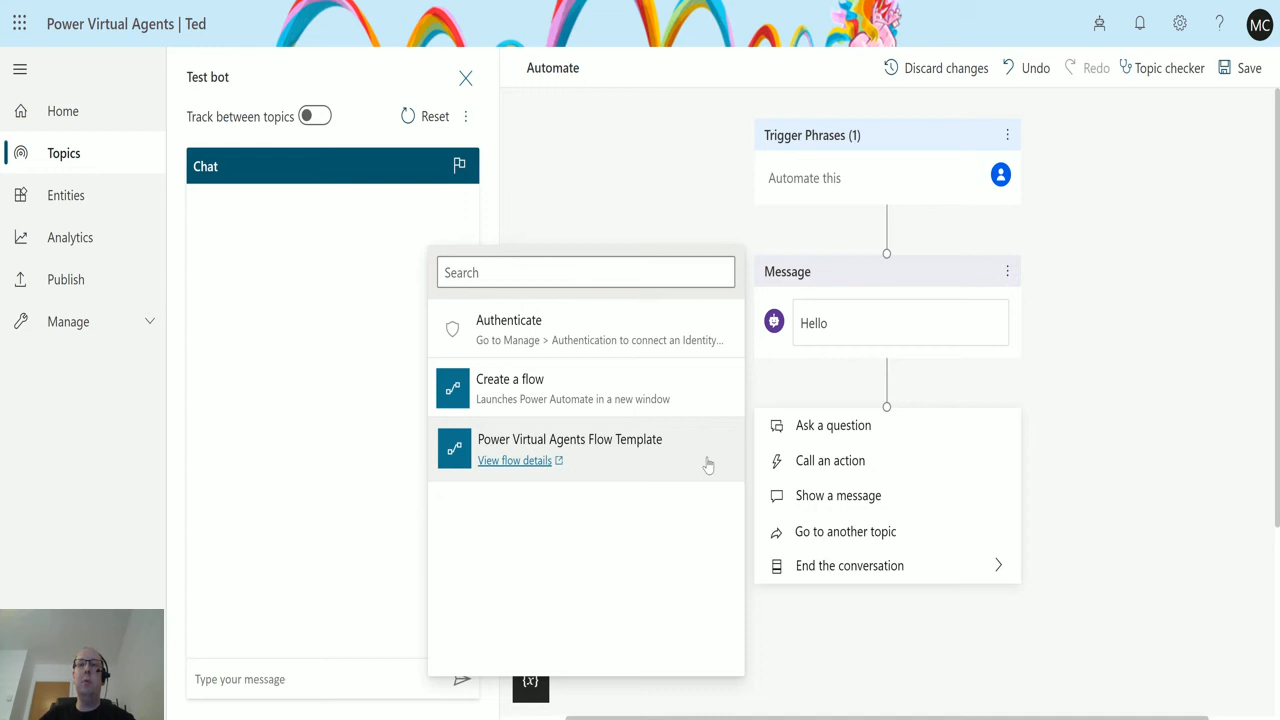 Power Virtual Agents | Ted
MC
Home
Topics
Entities
Analytics
Publish
Manage
Test bot
Track between topics
Reset
Chat
Type your message
Search
Authenticate
Go to Manage > Authentication to connect an Identity...
Create a flow
Launches Power Automate in a new window
Power Virtual Agents Flow Template
View flow details
{x}
Automate
Discard changes
Undo
Redo
Topic checker
Save
Trigger Phrases (1)
Automate this
Message
Hello
Ask a question
Call an action
Show a message
Go to another topic
End the conversation